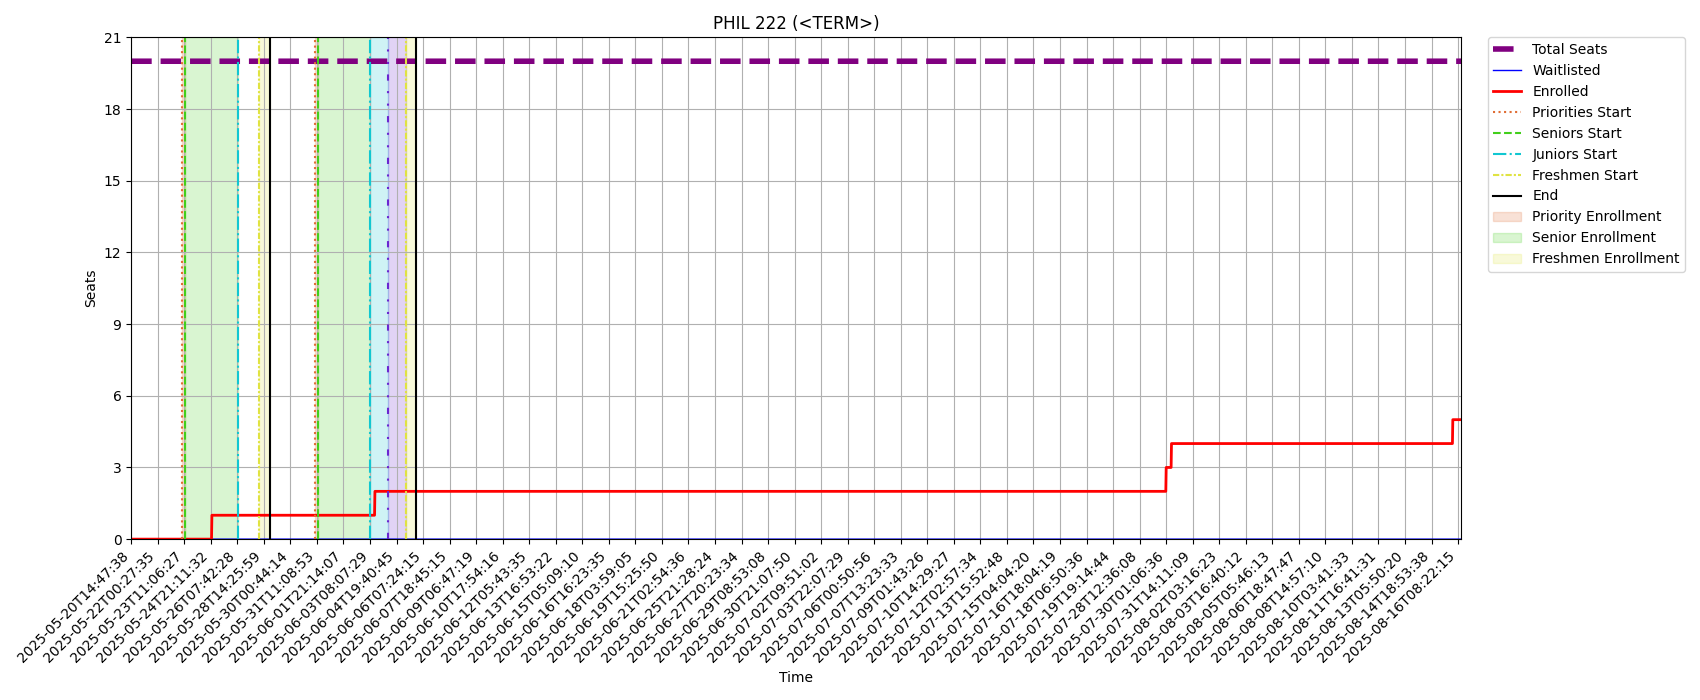 PHIL 222 (<TERM>)
21
18
15
12
9
6
3
0
Seats
2025-05-20T14:47:38
2025-05-22T00:27:35
2025-05-23T11:06:27
2025-05-24T21:11:32
2025-05-26T07:42:28
2025-05-28T14:25:59
2025-05-30T00:44:14
2025-05-31T11:08:53
2025-06-01T21:14:07
2025-06-03T08:07:29
2025-06-04T19:40:45
2025-06-06T07:24:15
2025-06-07T18:45:15
2025-06-09T06:47:19
2025-06-10T17:54:16
2025-06-12T05:43:35
2025-06-13T16:53:22
2025-06-15T05:09:10
2025-06-16T16:23:35
2025-06-18T03:59:05
2025-06-19T15:25:50
2025-06-21T02:54:36
2025-06-25T21:28:24
2025-06-27T20:23:34
2025-06-29T08:53:08
2025-06-30T21:07:50
2025-07-02T09:51:02
2025-07-03T22:07:29
2025-07-06T00:50:56
2025-07-07T13:23:33
2025-07-09T01:43:26
2025-07-10T14:29:27
2025-07-12T02:57:34
2025-07-13T15:52:48
2025-07-15T04:04:20
2025-07-16T18:04:19
2025-07-18T06:50:36
2025-07-19T19:14:44
2025-07-28T12:36:08
2025-07-30T01:06:36
2025-07-31T14:11:09
2025-08-02T03:16:23
2025-08-03T16:40:12
2025-08-05T05:46:13
2025-08-06T18:47:47
2025-08-08T14:57:10
2025-08-10T03:41:33
2025-08-11T16:41:31
2025-08-13T05:50:20
2025-08-14T18:53:38
2025-08-16T08:22:15
Time
Total Seats
Waitlisted
Enrolled
Priorities Start
Seniors Start
Juniors Start
Freshmen Start
End
Priority Enrollment
Senior Enrollment
Freshmen Enrollment